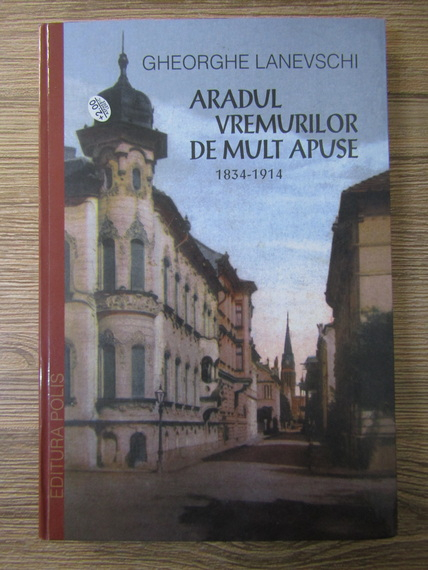 GHEORGHE LANEVSCHI
ARADUL
VREMURILOR
DE MULT APUSE
1834-1914
EDITURA POLIS